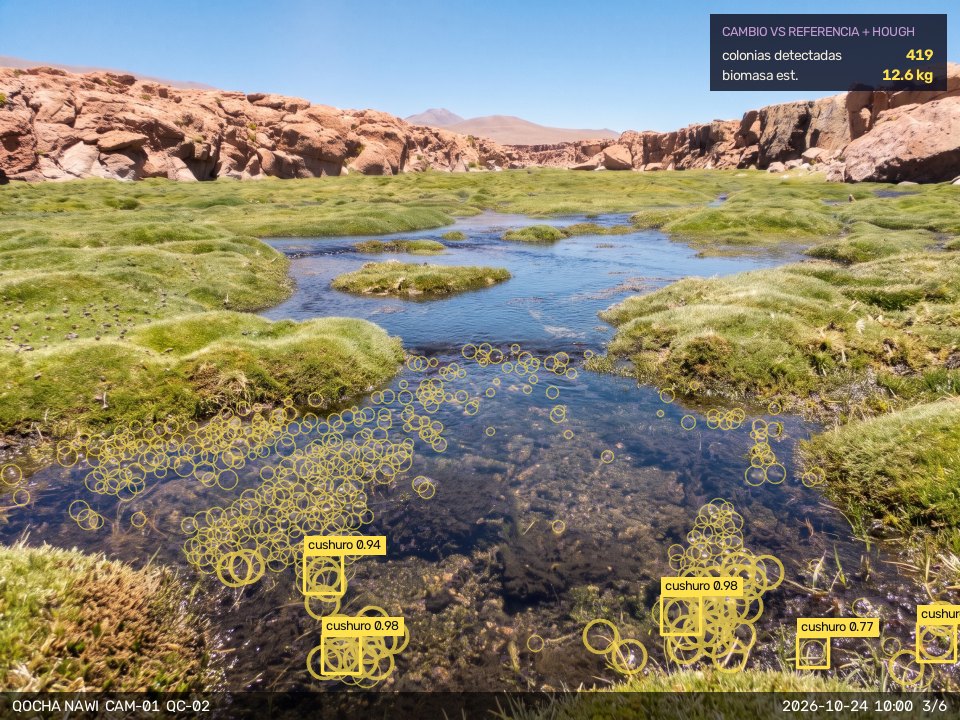 CAMBIO VS REFERENCIA + HOUGH
colonias detectadas 419
biomasa est. 12.6 kg
cushuro 0.94
cushuro 0.98
cushuro 0.98
cushuro 0.77
QOCHA NAWI CAM-01 QC-02
2026-10-24 10:00 3/6